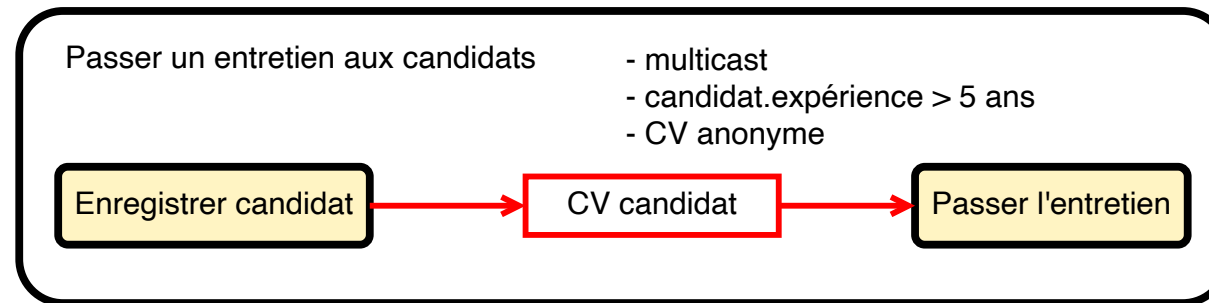 Passer un entretien aux candidats
- multicast
- candidat.expérience > 5 ans
- CV anonyme
Enregistrer candidat
CV candidat
Passer l'entretien